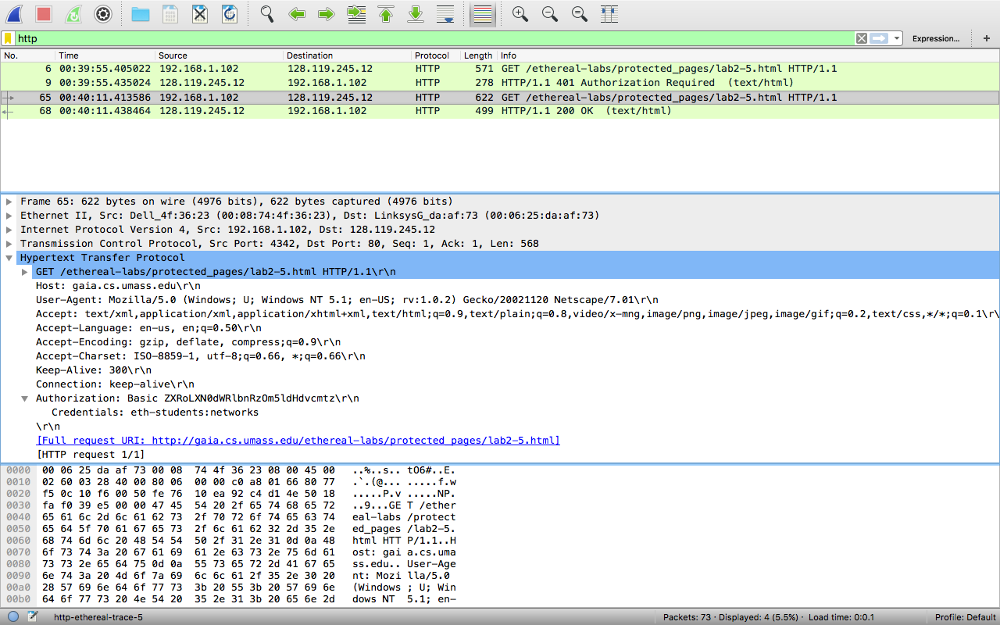 http
Expression... +
No. Time Source Destination Protocol Length Info
6 00:39:55.405022 192.168.1.102 128.119.245.12 HTTP 571 GET /ethereal-labs/protected_pages/lab2-5.html HTTP/1.1
9 00:39:55.435024 128.119.245.12 192.168.1.102 HTTP 278 HTTP/1.1 401 Authorization Required (text/html)
65 00:40:11.413586 192.168.1.102 128.119.245.12 HTTP 622 GET /ethereal-labs/protected_pages/lab2-5.html HTTP/1.1
68 00:40:11.438464 128.119.245.12 192.168.1.102 HTTP 499 HTTP/1.1 200 OK (text/html)
Frame 65: 622 bytes on wire (4976 bits), 622 bytes captured (4976 bits)
Ethernet II, Src: Dell_4f:36:23 (00:08:74:4f:36:23), Dst: LinksysG_da:af:73 (00:06:25:da:af:73)
Internet Protocol Version 4, Src: 192.168.1.102, Dst: 128.119.245.12
Transmission Control Protocol, Src Port: 4342, Dst Port: 80, Seq: 1, Ack: 1, Len: 568
Hypertext Transfer Protocol
GET /ethereal-labs/protected_pages/lab2-5.html HTTP/1.1\r\n
Host: gaia.cs.umass.edu\r\n
User-Agent: Mozilla/5.0 (Windows; U; Windows NT 5.1; en-US; rv:1.0.2) Gecko/20021120 Netscape/7.01\r\n
Accept: text/xml,application/xml,application/xhtml+xml,text/html;q=0.9,text/plain;q=0.8,video/x-mng,image/png,image/jpeg,image/gif;q=0.2,text/css,*/*;q=0.1\r\
Accept-Language: en-us, en;q=0.50\r\n
Accept-Encoding: gzip, deflate, compress;q=0.9\r\n
Accept-Charset: ISO-8859-1, utf-8;q=0.66, *;q=0.66\r\n
Keep-Alive: 300\r\n
Connection: keep-alive\r\n
Authorization: Basic ZXRoLXN0dWRlbnRzOm5ldHdvcmtz\r\n
Credentials: eth-students:networks
\r\n
[Full request URI: http://gaia.cs.umass.edu/ethereal-labs/protected_pages/lab2-5.html]
[HTTP request 1/1]
0000 00 06 25 da af 73 00 08 74 4f 36 23 08 00 45 00 ..%..s.. tO6#..E.
0010 02 60 03 28 40 00 80 06 00 00 c0 a8 01 66 80 77 .`.(@... .....f.w
0020 f5 0c 10 f6 00 50 fe 76 10 ea 92 c4 d1 4e 50 18 .....P.v .....NP.
0030 fa f0 39 e5 00 00 47 45 54 20 2f 65 74 68 65 72 ..9...GE T /ether
0040 65 61 6c 2d 6c 61 62 73 2f 70 72 6f 74 65 63 74 eal-labs /protect
0050 65 64 5f 70 61 67 65 73 2f 6c 61 62 32 2d 35 2e ed_pages /lab2-5.
0060 68 74 6d 6c 20 48 54 54 50 2f 31 2e 31 0d 0a 48 html HTT P/1.1..H
0070 6f 73 74 3a 20 67 61 69 61 2e 63 73 2e 75 6d 61 ost: gai a.cs.uma
0080 73 73 2e 65 64 75 0d 0a 55 73 65 72 2d 41 67 65 ss.edu.. User-Age
0090 6e 74 3a 20 4d 6f 7a 69 6c 6c 61 2f 35 2e 30 20 nt: Mozi lla/5.0
00a0 28 57 69 6e 64 6f 77 73 3b 20 55 3b 20 57 69 6e (Windows ; U; Win
00b0 64 6f 77 73 20 4e 54 20 35 2e 31 3b 20 65 6e 2d dows NT 5.1; en-
http-ethereal-trace-5 Packets: 73 · Displayed: 4 (5.5%) · Load time: 0:0.1 Profile: Default